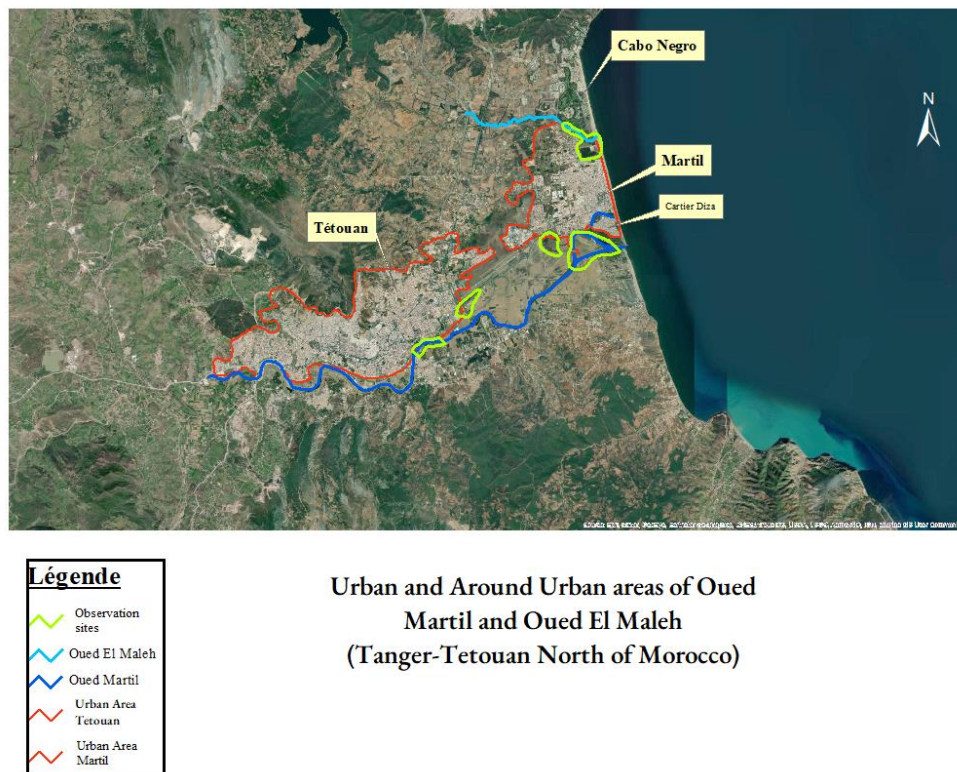 Cabo Negro
N
Martil
Cartier Diza
Tétouan
Légende
Observation
sites
Oued El Maleh
Oued Martil
Urban Area
Tetouan
Urban Area
Martil
Urban and Around Urban areas of Oued
Martil and Oued El Maleh
(Tanger-Tetouan North of Morocco)